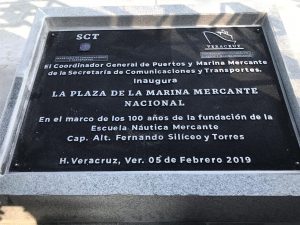 SCT
VERACRUZ
El Coordinador General de Puertos y Marina Mercante
de la Secretaría de Comunicaciones y Transportes.
Inaugura
LA PLAZA DE LA MARINA MERCANTE
NACIONAL
En el marco de los 100 años de la fundación de la
Escuela Náutica Mercante
Cap. Alt. Fernando Siliceo y Torres
H. Veracruz, Ver. 05 de Febrero 2019